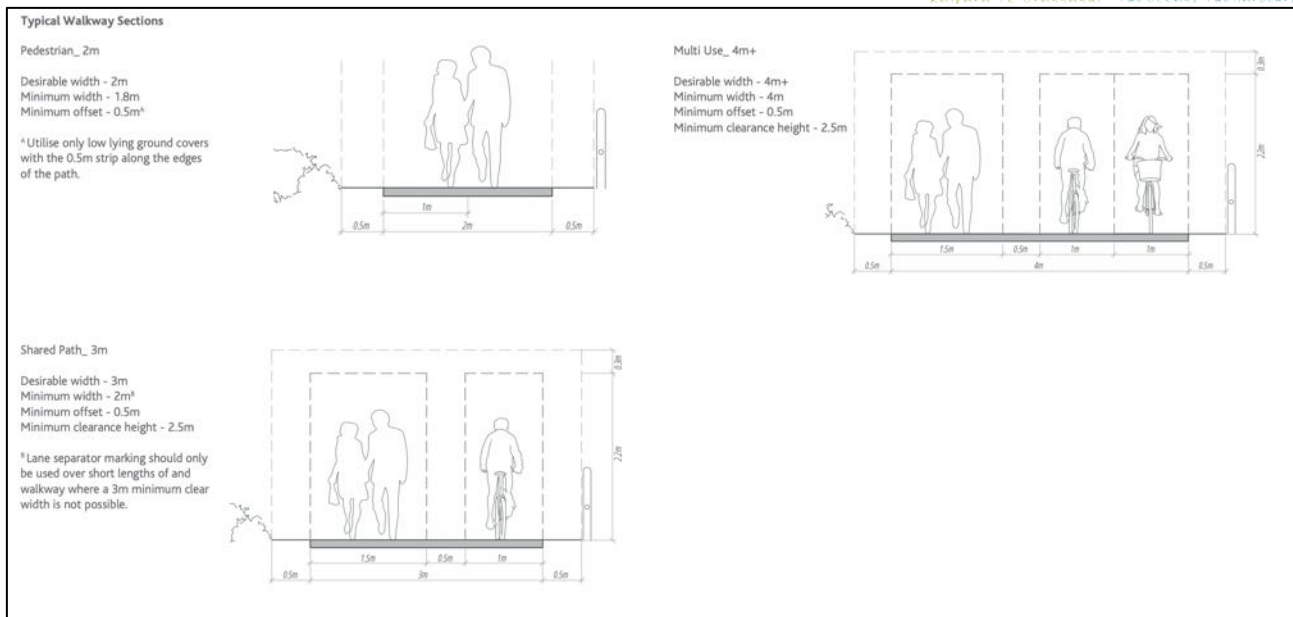 Typical Walkway Sections
Pedestrian_ 2m
Desirable width - 2m
Minimum width - 1.8m
Minimum offset - 0.5mᴬ
ᴬ Utilise only low lying ground covers
with the 0.5m strip along the edges
of the path.
1m
0.5m
2m
0.5m
Multi Use_ 4m+
Desirable width - 4m+
Minimum width - 4m
Minimum offset - 0.5m
Minimum clearance height - 2.5m
0.3m
2.2m
1.5m
0.5m
1m
1m
0.5m
4m
0.5m
Shared Path_ 3m
Desirable width - 3m
Minimum width - 2mᴮ
Minimum offset - 0.5m
Minimum clearance height - 2.5m
ᴮ Lane separator marking should only
be used over short lengths of and
walkway where a 3m minimum clear
width is not possible.
0.3m
2.2m
1.5m
0.5m
1m
0.5m
3m
0.5m